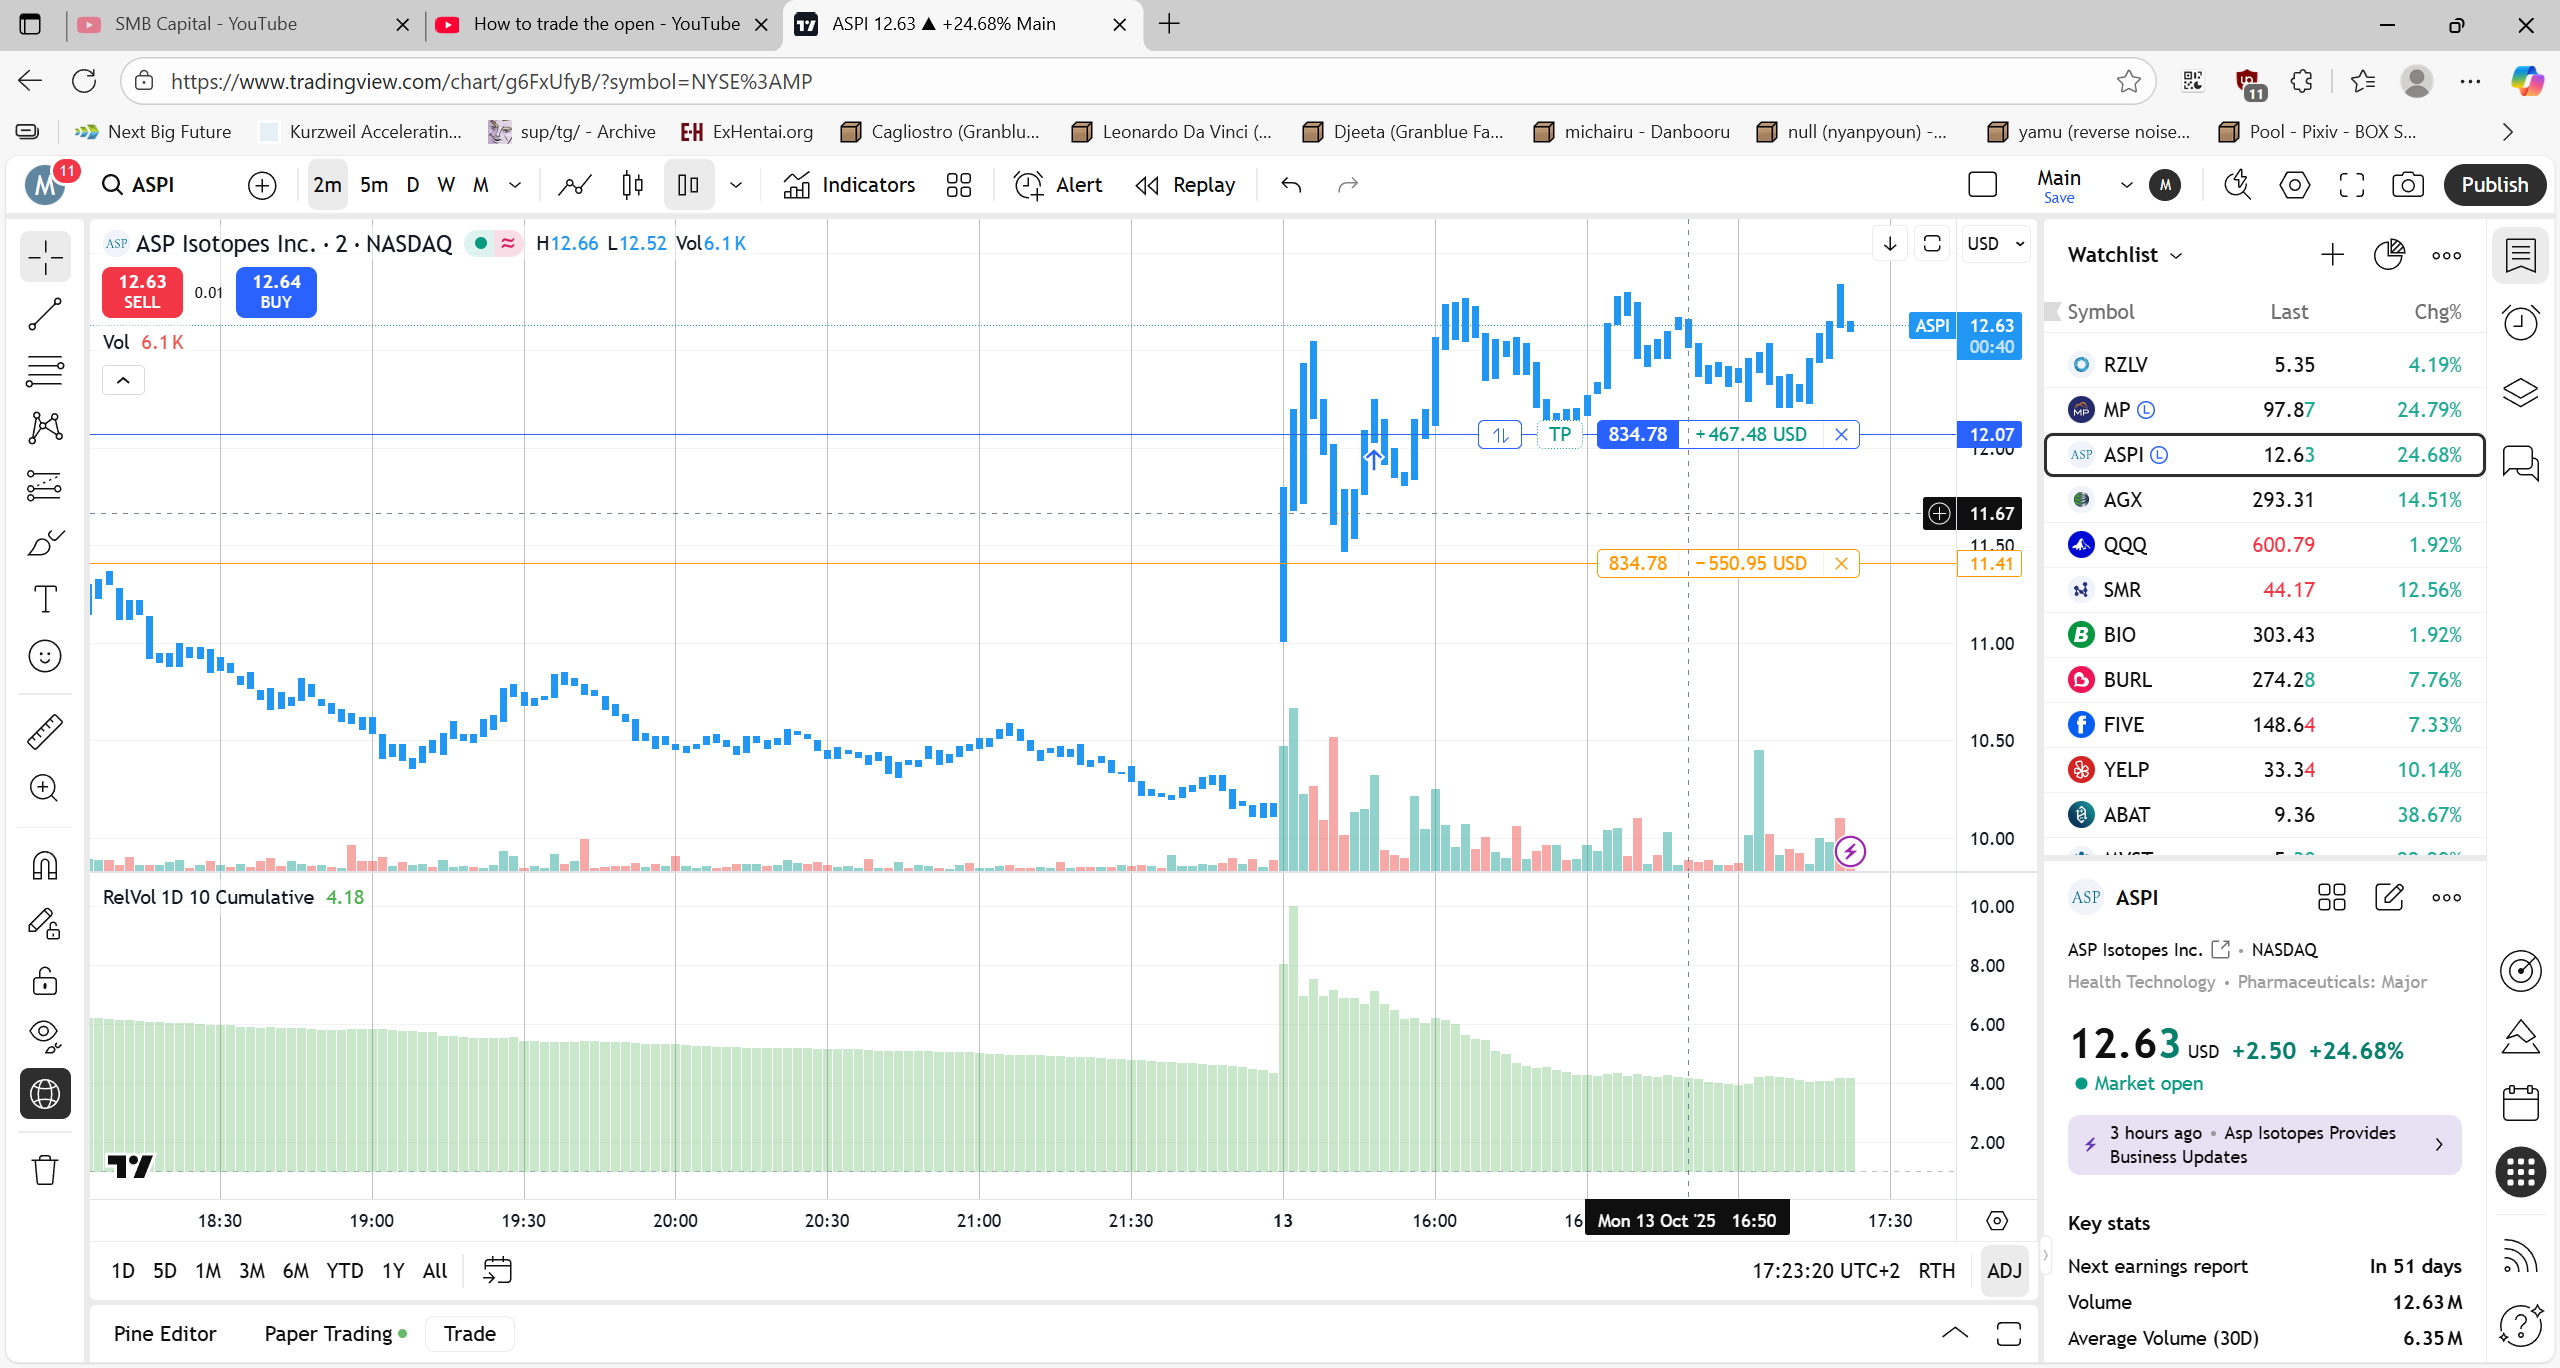 SMB Capital - YouTube
How to trade the open - YouTube
ASPI 12.63 ▲ +24.68% Main
https://www.tradingview.com/chart/g6FxUfyB/?symbol=NYSE%3AMP
11
Next Big Future
Kurzweil Acceleratin...
sup/tg/ - Archive
ExHentai.org
Cagliostro (Granblu...
Leonardo Da Vinci (...
Djeeta (Granblue Fa...
michairu - Danbooru
null (nyanpyoun) -...
yamu (reverse noise...
Pool - Pixiv - BOX S...
M
11
ASPI
2m
5m
D
W
M
Indicators
Alert
Replay
Main
Save
M
Publish
ASP
ASP Isotopes Inc. · 2 · NASDAQ
H12.66 L12.52 Vol6.1 K
USD
12.63
SELL
0.01
12.64
BUY
Vol 6.1 K
ASPI
12.63
00:40
TP
834.78
+467.48 USD
12.07
12.00
11.67
11.50
834.78
−550.95 USD
11.41
11.00
10.50
10.00
RelVol 1D 10 Cumulative 4.18
10.00
8.00
6.00
4.00
2.00
18:30
19:00
19:30
20:00
20:30
21:00
21:30
13
16:00
16
Mon 13 Oct '25 16:50
17:30
1D
5D
1M
3M
6M
YTD
1Y
All
17:23:20 UTC+2
RTH
ADJ
Pine Editor
Paper Trading
Trade
Watchlist
Symbol Last Chg%
RZLV 5.35 4.19%
MP L 97.87 24.79%
ASP ASPI L 12.63 24.68%
AGX 293.31 14.51%
QQQ 600.79 1.92%
SMR 44.17 12.56%
BIO 303.43 1.92%
BURL 274.28 7.76%
FIVE 148.64 7.33%
YELP 33.34 10.14%
ABAT 9.36 38.67%
ASP ASPI
ASP Isotopes Inc. • NASDAQ
Health Technology • Pharmaceuticals: Major
12.63 USD +2.50 +24.68%
Market open
3 hours ago • Asp Isotopes Provides
Business Updates
Key stats
Next earnings report In 51 days
Volume 12.63 M
Average Volume (30D) 6.35 M